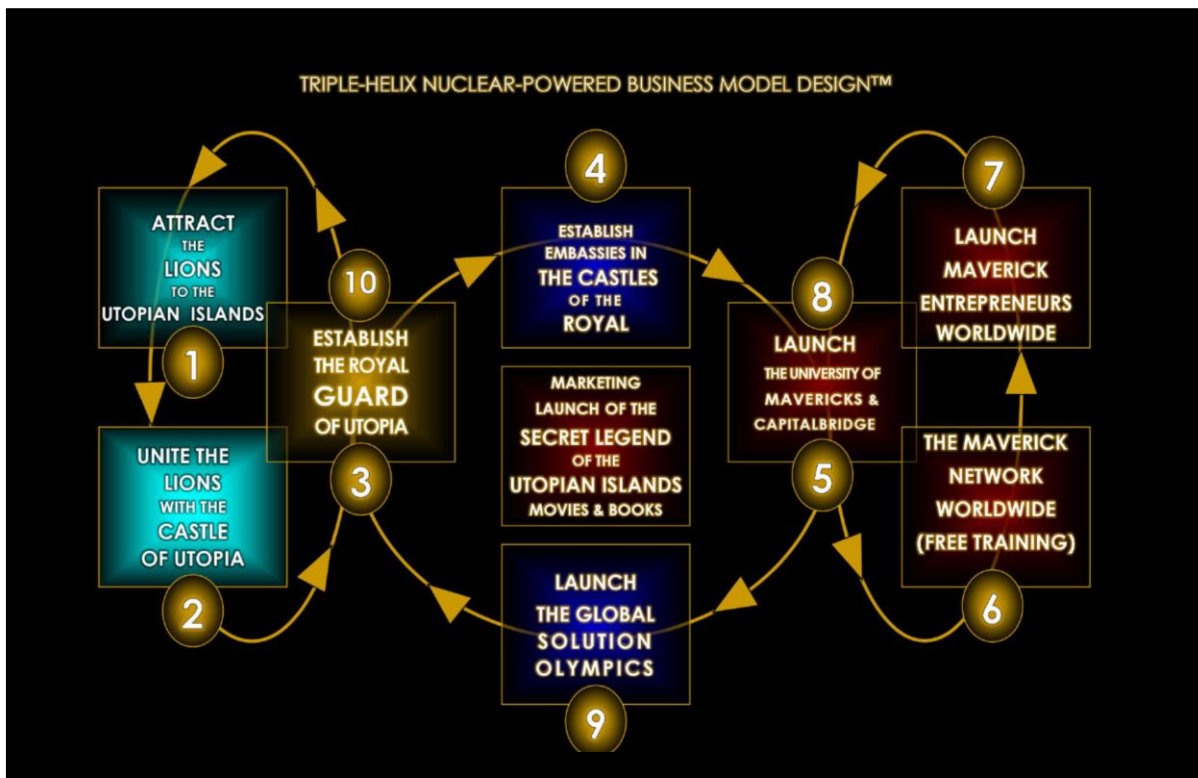 TRIPLE-HELIX NUCLEAR-POWERED BUSINESS MODEL DESIGN™
ATTRACT
THE
LIONS
TO THE
UTOPIAN ISLANDS
1
UNITE THE
LIONS
WITH THE
CASTLE
OF UTOPIA
2
10
ESTABLISH
THE ROYAL
GUARD
OF UTOPIA
3
4
ESTABLISH
EMBASSIES IN
THE CASTLES
OF THE
ROYAL
MARKETING
LAUNCH OF THE
SECRET LEGEND
OF THE
UTOPIAN ISLANDS
MOVIES & BOOKS
LAUNCH
THE GLOBAL
SOLUTION
OLYMPICS
9
8
LAUNCH
THE UNIVERSITY OF
MAVERICKS &
CAPITALBRIDGE
5
7
LAUNCH
MAVERICK
ENTREPRENEURS
WORLDWIDE
THE MAVERICK
NETWORK
WORLDWIDE
(FREE TRAINING)
6